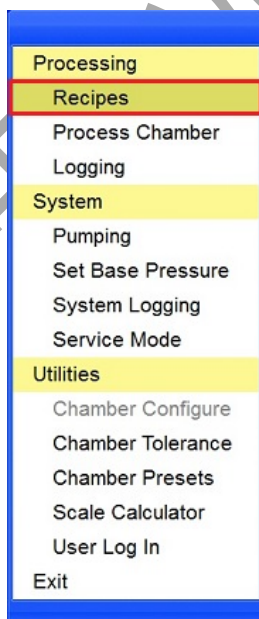 Processing
Recipes
Process Chamber
Logging
System
Pumping
Set Base Pressure
System Logging
Service Mode
Utilities
Chamber Configure
Chamber Tolerance
Chamber Presets
Scale Calculator
User Log In
Exit